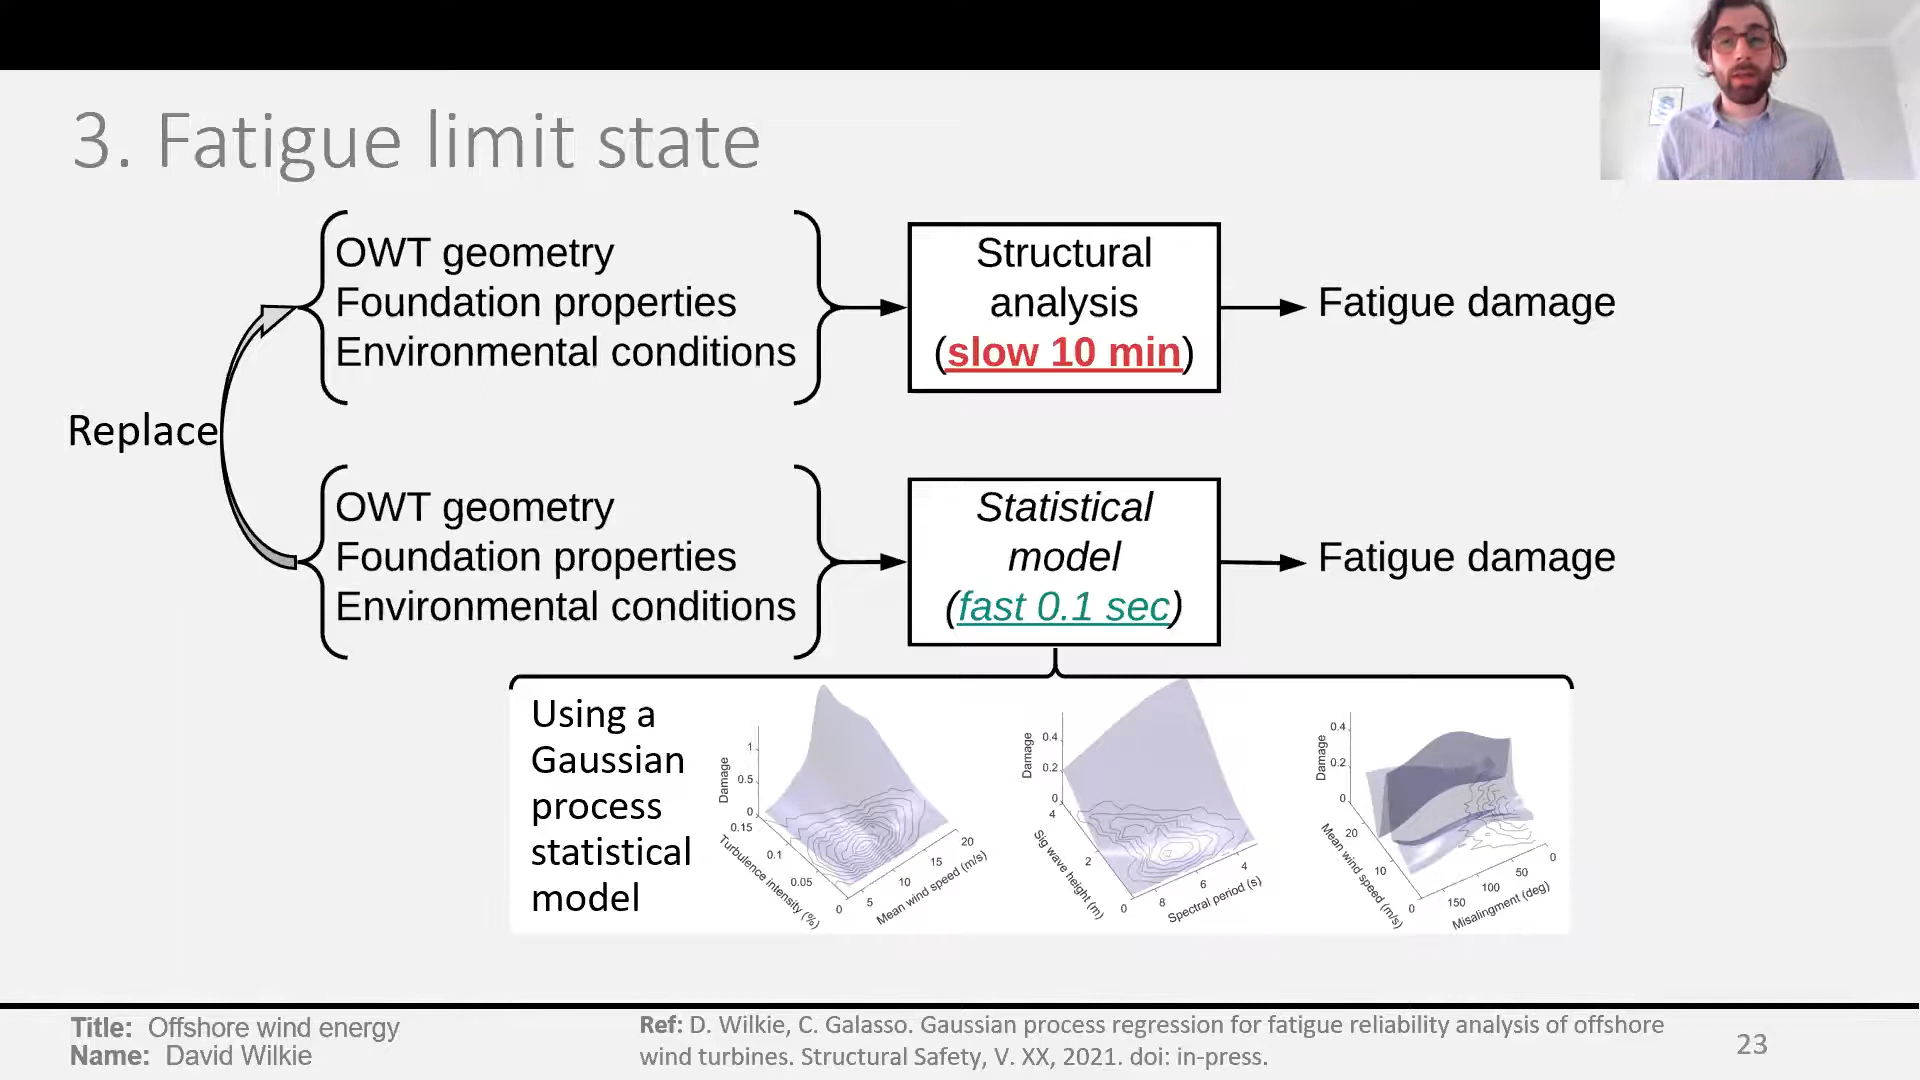 3. Fatigue limit state
OWT geometry
Foundation properties
Environmental conditions
Structural
analysis
(slow 10 min)
Fatigue damage
Replace
OWT geometry
Foundation properties
Environmental conditions
Statistical
model
(fast 0.1 sec)
Fatigue damage
Using a
Gaussian
process
statistical
model
Damage
1
0.5
0
0.15
0.1
0.05
0
Turbulence intensity (%)
5
10
15
20
Mean wind speed (m/s)
Damage
0.4
0.2
0
4
2
0
Sig wave height (m)
8
6
4
Spectral period (s)
Damage
0.4
0.2
0
20
10
0
Mean wind speed (m/s)
150
100
50
0
Misalingment (deg)
Title: Offshore wind energy
Name: David Wilkie
Ref: D. Wilkie, C. Galasso. Gaussian process regression for fatigue reliability analysis of offshore
wind turbines. Structural Safety, V. XX, 2021. doi: in-press.
23